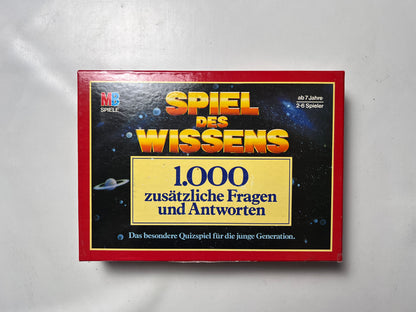 MB
SPIELE
ab 7 Jahre
2-6 Spieler
SPIEL
DES
WISSENS
1.000
zusätzliche Fragen
und Antworten
Das besondere Quizspiel für die junge Generation.